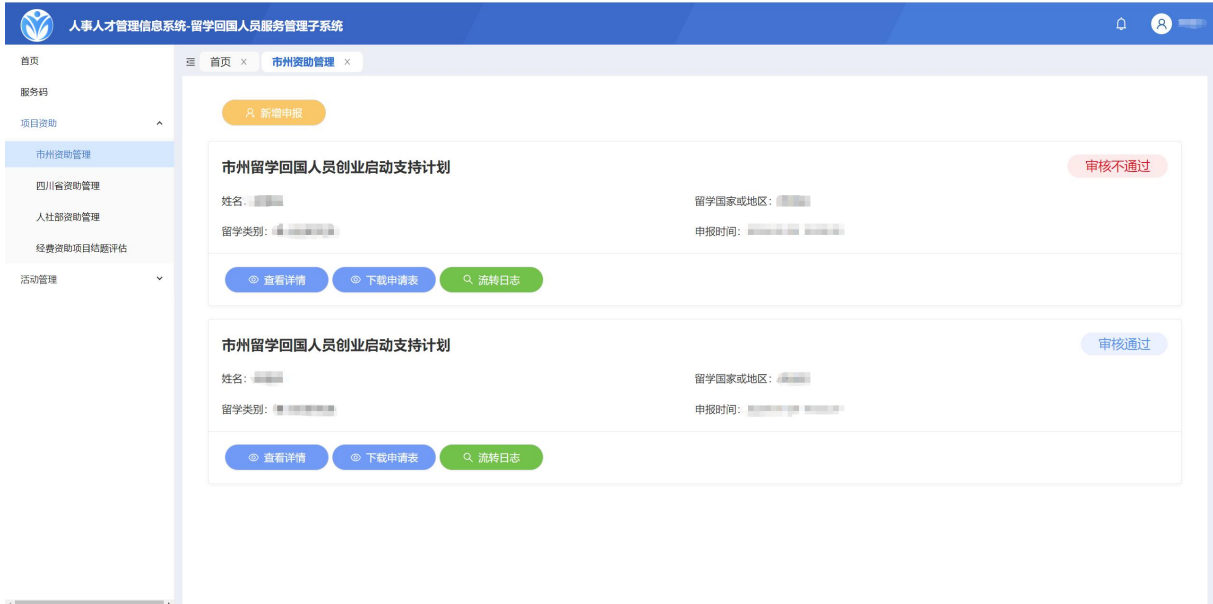 人事人才管理信息系统-留学回国人员服务管理子系统
首页
服务码
项目资助
市州资助管理
四川省资助管理
人社部资助管理
经费资助项目结题评估
活动管理
首页 × 市州资助管理 ×
新增申报
市州留学回国人员创业启动支持计划 审核不通过
姓名: 留学国家或地区:
留学类别: 申报时间:
查看详情 下载申请表 流转日志
市州留学回国人员创业启动支持计划 审核通过
姓名: 留学国家或地区:
留学类别: 申报时间:
查看详情 下载申请表 流转日志